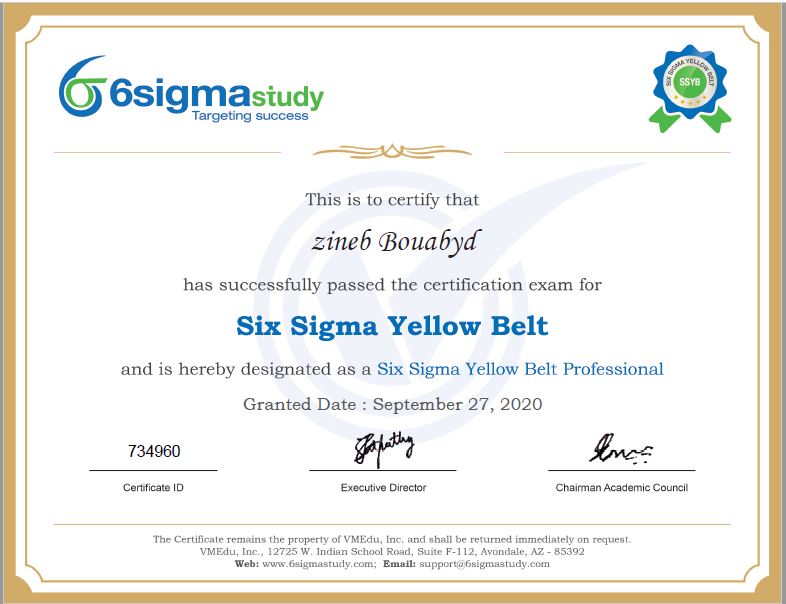 6sigmastudy
Targeting success
SIX SIGMA YELLOW BELT
SSYB
This is to certify that
zineb Bouabyd
has successfully passed the certification exam for
Six Sigma Yellow Belt
and is hereby designated as a Six Sigma Yellow Belt Professional
Granted Date : September 27, 2020
734960
Certificate ID
Executive Director
Chairman Academic Council
The Certificate remains the property of VMEdu, Inc. and shall be returned immediately on request.
VMEdu, Inc., 12725 W. Indian School Road, Suite F-112, Avondale, AZ - 85392
Web: www.6sigmastudy.com; Email: support@6sigmastudy.com